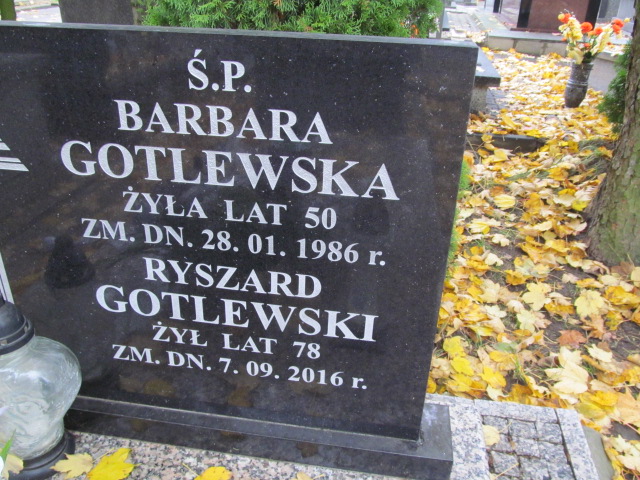 Ś.P.
BARBARA
GOTLEWSKA
ŻYŁA LAT 50
ZM. DN. 28. 01. 1986 r.
RYSZARD
GOTLEWSKI
ŻYŁ LAT 78
ZM. DN. 7. 09. 2016 r.